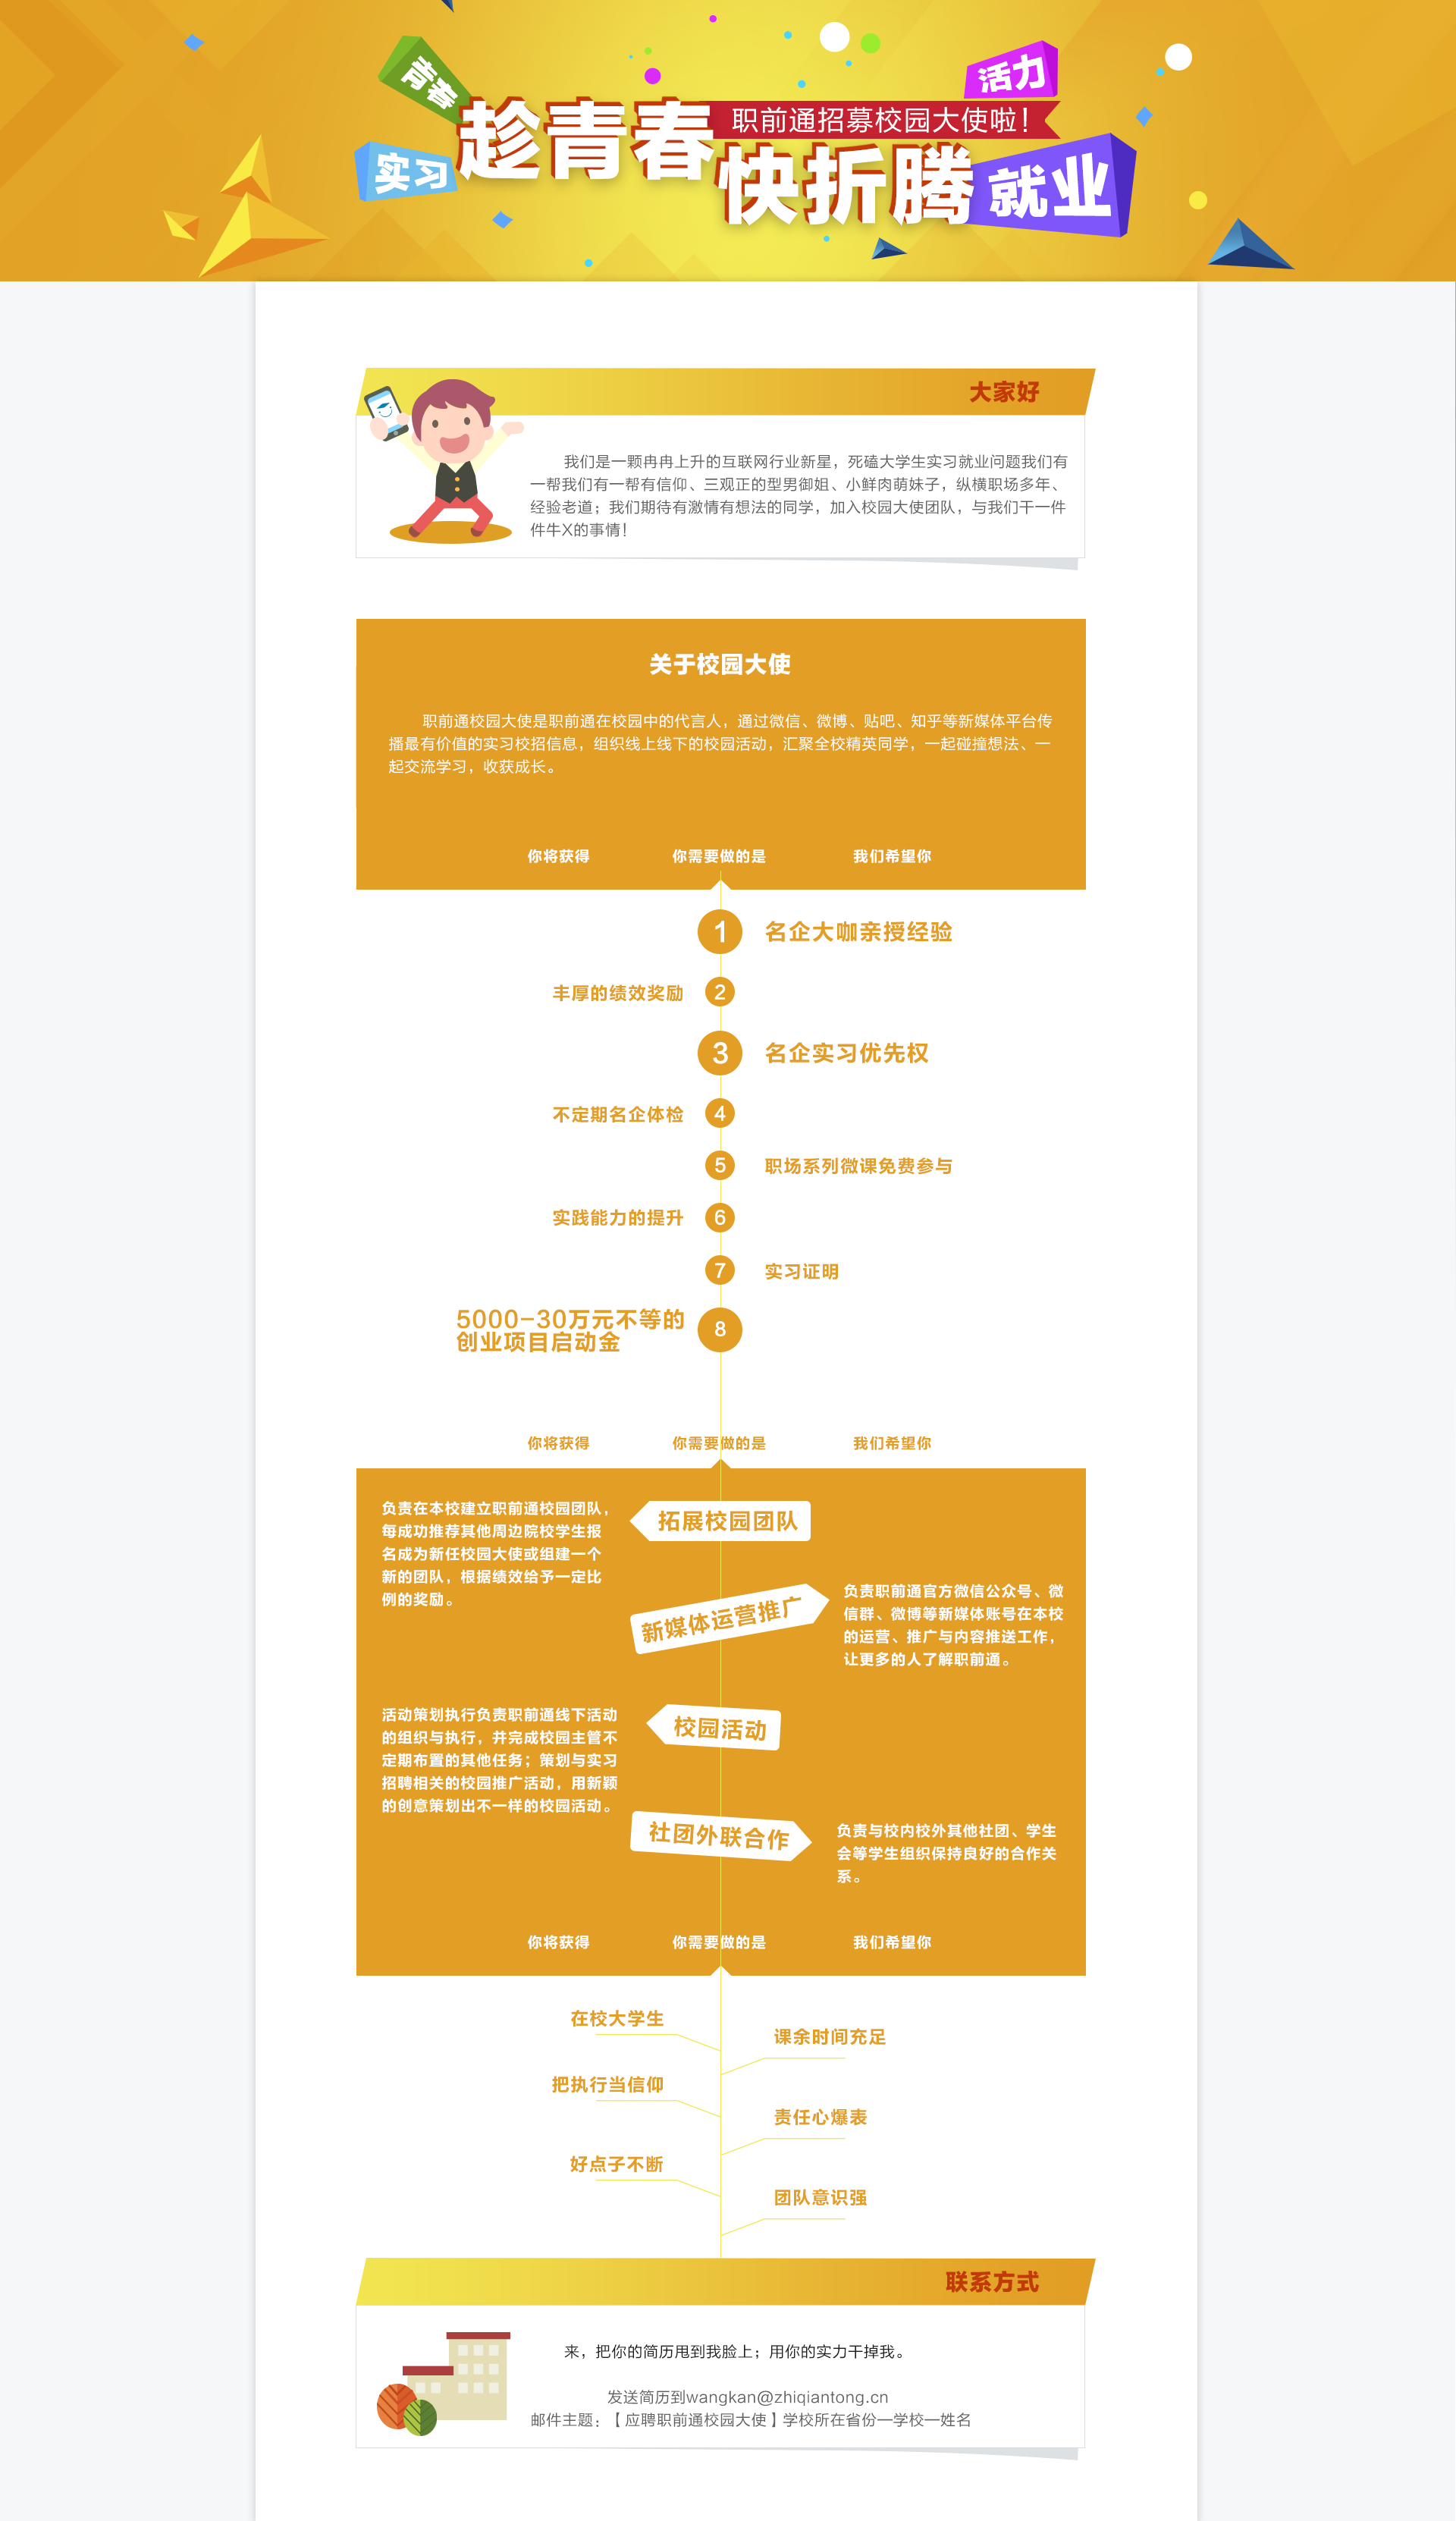 青春
活力
职前通招募校园大使啦！
趁青春
实习
快折腾
就业
大家好
我们是一颗冉冉上升的互联网行业新星，死磕大学生实习就业问题我们有
一帮我们有一帮有信仰、三观正的型男御姐、小鲜肉萌妹子，纵横职场多年、
经验老道；我们期待有激情有想法的同学，加入校园大使团队，与我们干一件
件牛X的事情！
关于校园大使
职前通校园大使是职前通在校园中的代言人，通过微信、微博、贴吧、知乎等新媒体平台传
播最有价值的实习校招信息，组织线上线下的校园活动，汇聚全校精英同学，一起碰撞想法、一
起交流学习，收获成长。
你将获得 你需要做的是 我们希望你
1 名企大咖亲授经验
丰厚的绩效奖励 2
3 名企实习优先权
不定期名企体检 4
5 职场系列微课免费参与
实践能力的提升 6
7 实习证明
5000-30万元不等的
创业项目启动金
8
你将获得 你需要做的是 我们希望你
拓展校园团队
负责在本校建立职前通校园团队，
每成功推荐其他周边院校学生报
名成为新任校园大使或组建一个
新的团队，根据绩效给予一定比
例的奖励。
新媒体运营推广
负责职前通官方微信公众号、微
信群、微博等新媒体账号在本校
的运营、推广与内容推送工作，
让更多的人了解职前通。
校园活动
活动策划执行负责职前通线下活动
的组织与执行，并完成校园主管不
定期布置的其他任务；策划与实习
招聘相关的校园推广活动，用新颖
的创意策划出不一样的校园活动。
社团外联合作
负责与校内校外其他社团、学生
会等学生组织保持良好的合作关
系。
你将获得 你需要做的是 我们希望你
在校大学生
课余时间充足
把执行当信仰
责任心爆表
好点子不断
团队意识强
联系方式
来，把你的简历甩到我脸上；用你的实力干掉我。
发送简历到wangkan@zhiqiantong.cn
邮件主题：【应聘职前通校园大使】学校所在省份—学校—姓名